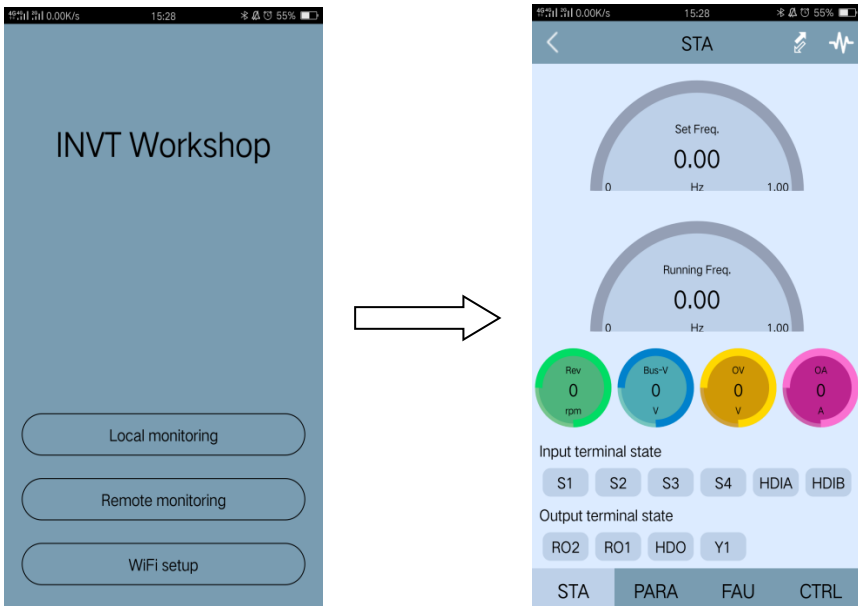 0.00K/s 15:28 55%
INVT Workshop
Local monitoring
Remote monitoring
WiFi setup
0.00K/s 15:28 55%
STA
Set Freq.
0.00
0 Hz 1.00
Running Freq.
0.00
0 Hz 1.00
Rev Bus-V OV OA
0 0 0 0
rpm V V A
Input terminal state
S1 S2 S3 S4 HDIA HDIB
Output terminal state
RO2 RO1 HDO Y1
STA PARA FAU CTRL